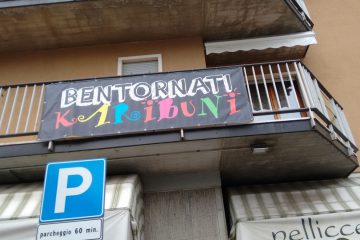 BENTORNATI
KARIBUNI
P
parcheggio 60 min.
pellicce